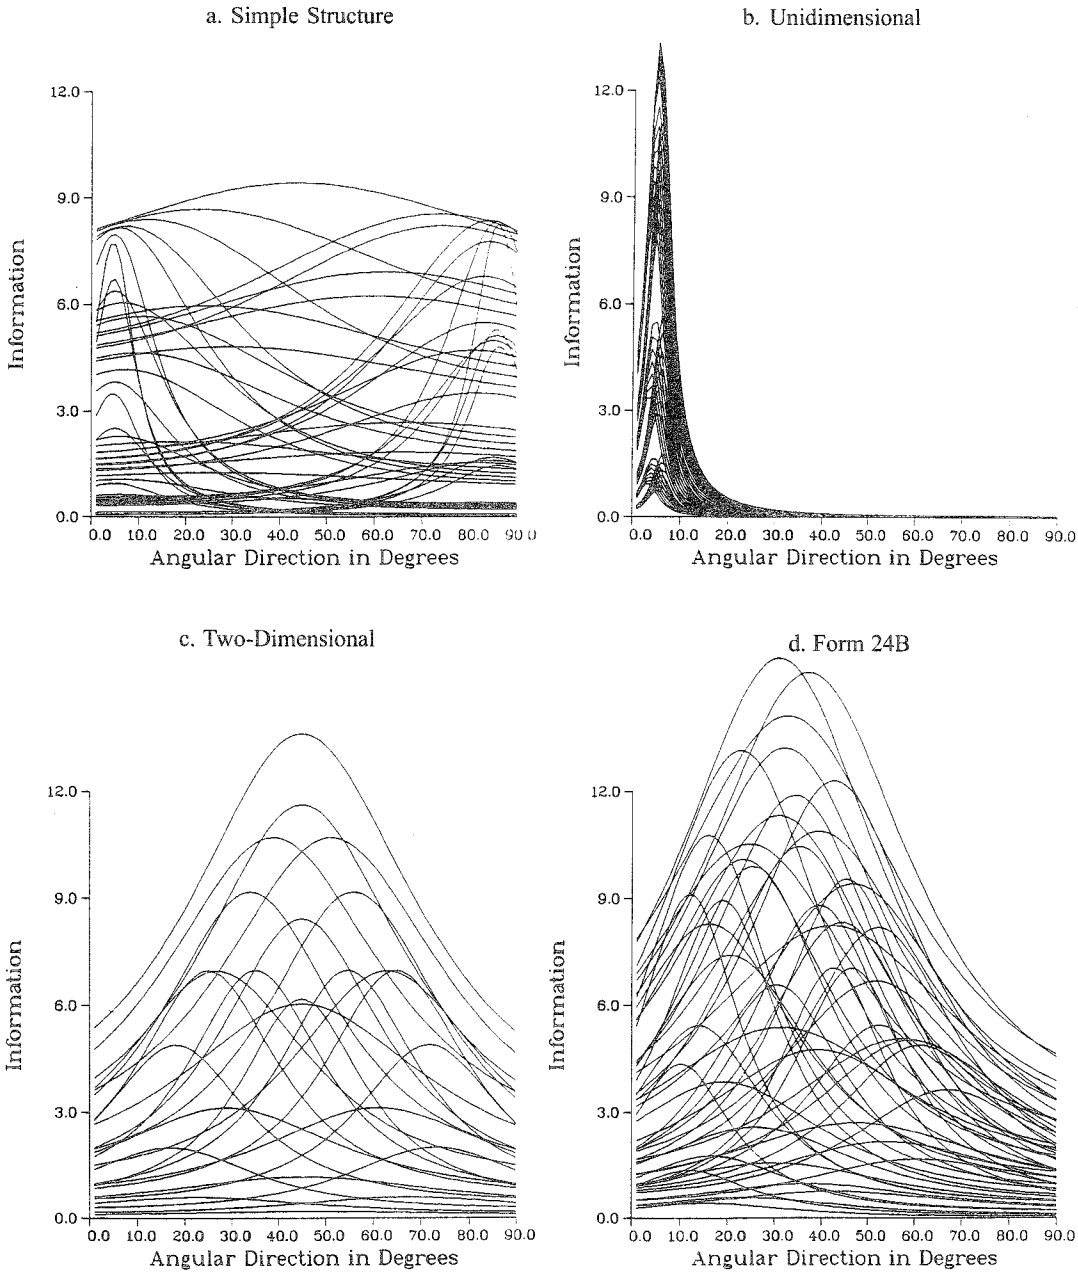 a. Simple Structure
b. Unidimensional
12.0
9.0
6.0
3.0
0.0
Information
0.0 10.0 20.0 30.0 40.0 50.0 60.0 70.0 80.0 90.0
Angular Direction in Degrees
12.0
9.0
6.0
3.0
0.0
Information
0.0 10.0 20.0 30.0 40.0 50.0 60.0 70.0 80.0 90.0
Angular Direction in Degrees
c. Two-Dimensional
d. Form 24B
12.0
9.0
6.0
3.0
0.0
Information
0.0 10.0 20.0 30.0 40.0 50.0 60.0 70.0 80.0 90.0
Angular Direction in Degrees
12.0
9.0
6.0
3.0
0.0
Information
0.0 10.0 20.0 30.0 40.0 50.0 60.0 70.0 80.0 90.0
Angular Direction in Degrees